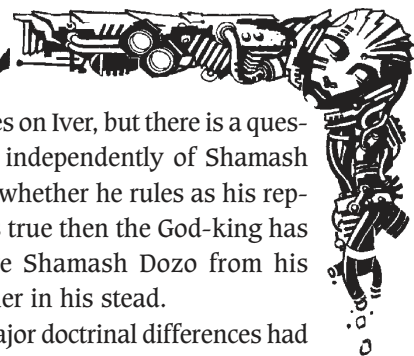 es on Iver, but there is a ques-
independently of Shamash
whether he rules as his rep-
s true then the God-king has
e Shamash Dozo from his
er in his stead.
ajor doctrinal differences had